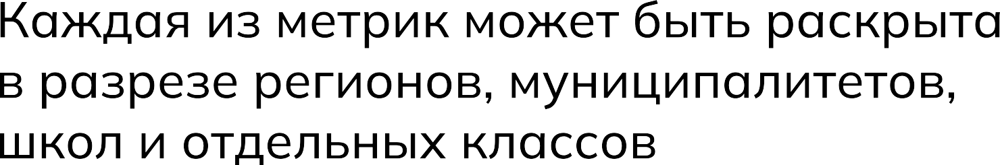 Каждая из метрик может быть раскрыта
в разрезе регионов, муниципалитетов,
школ и отдельных классов